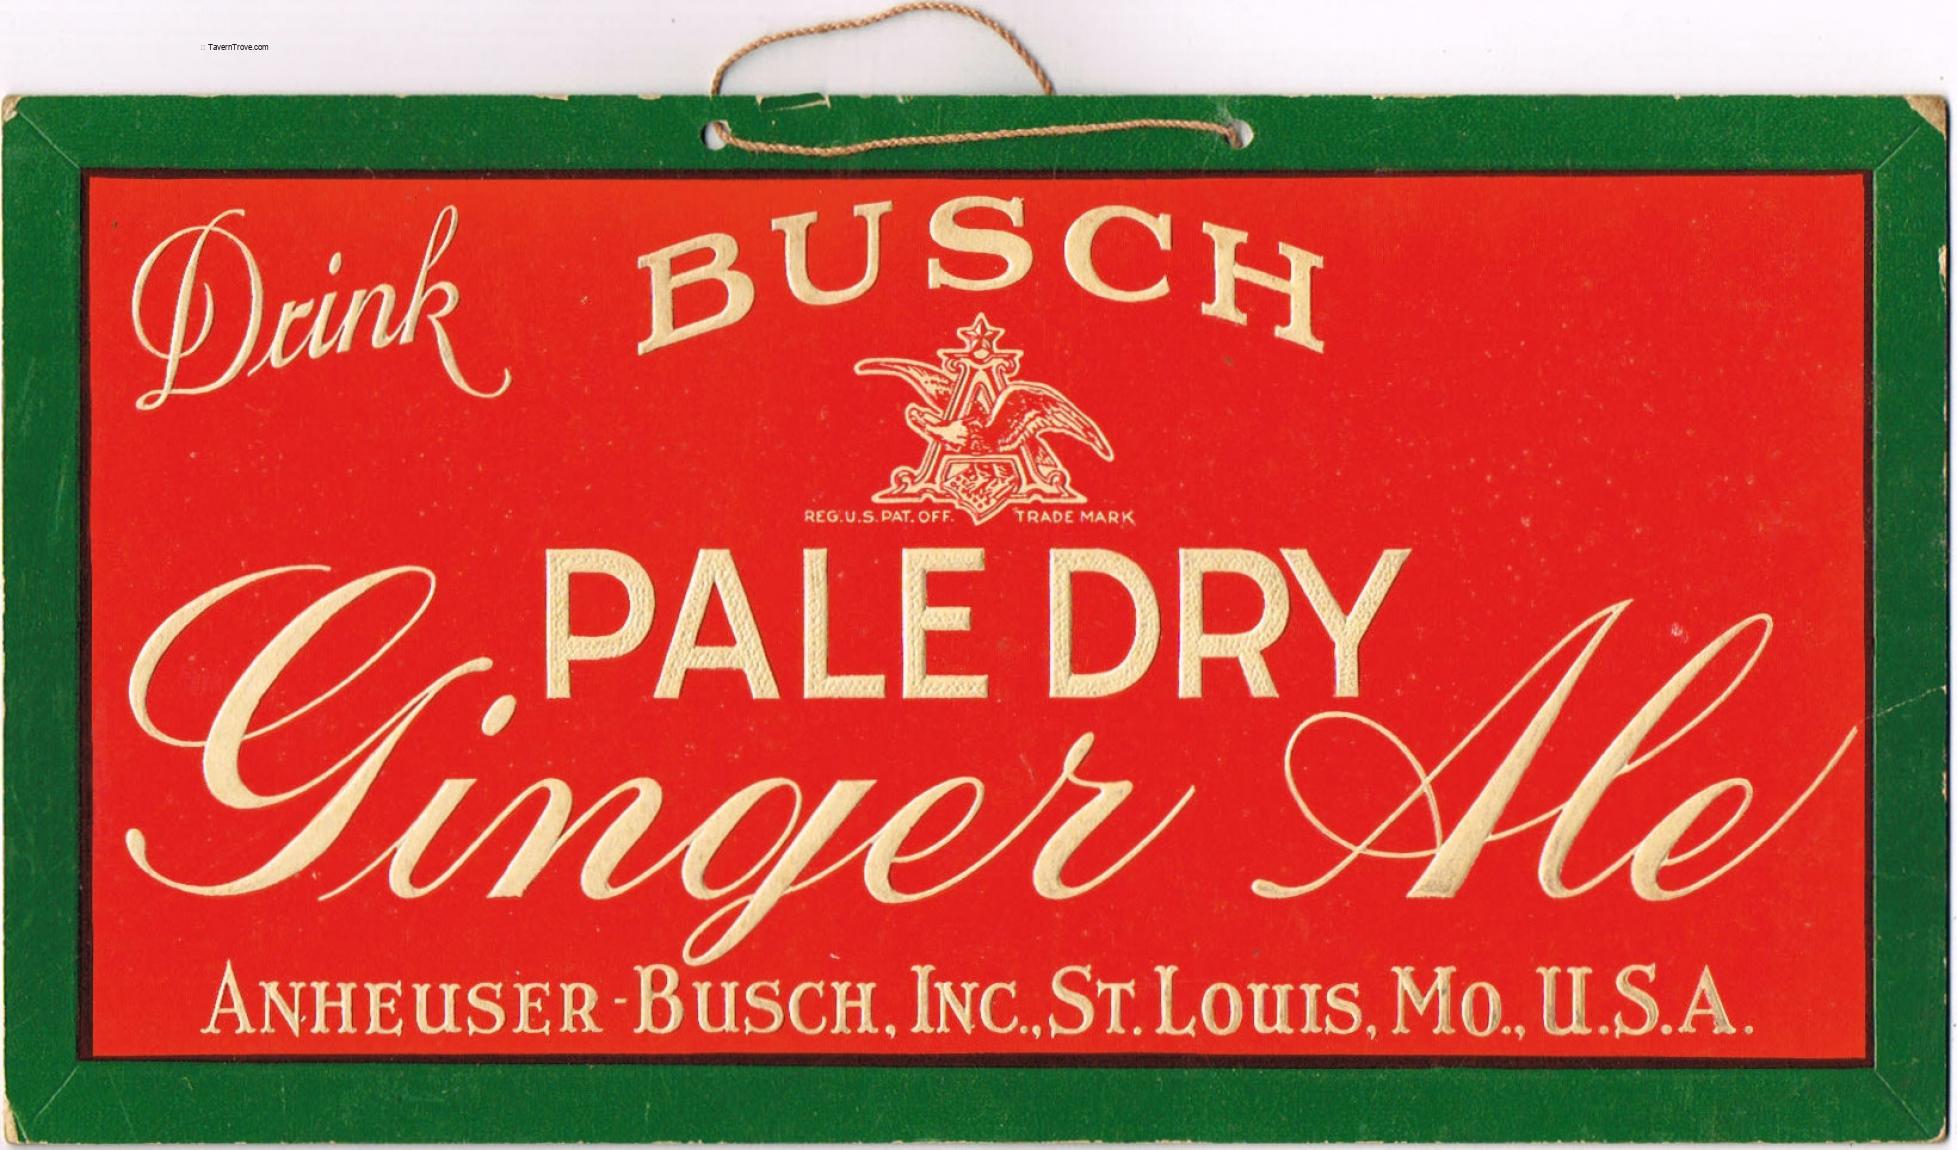 :: TavernTrove.com
Drink
BUSCH
REG. U.S. PAT. OFF. TRADE MARK
PALE DRY
Ginger Ale
ANHEUSER-BUSCH, INC., ST. LOUIS, MO., U.S.A.